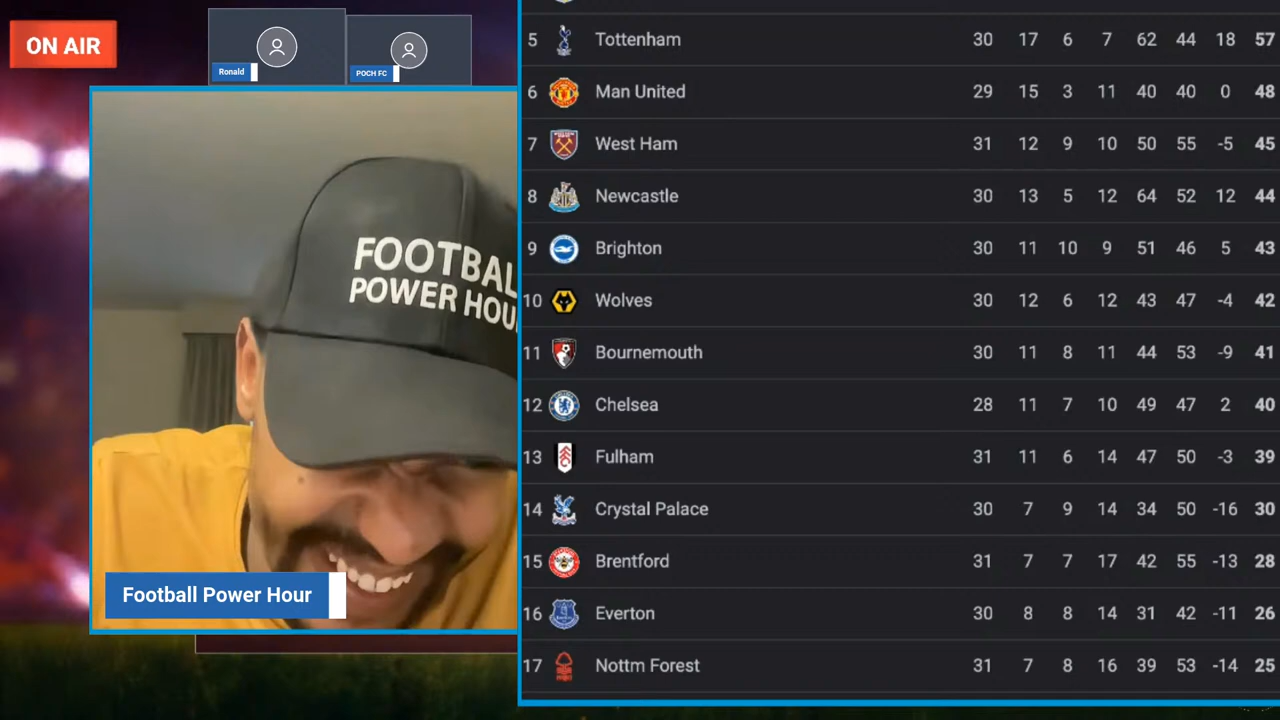 ON AIR
Ronald
POCH FC
FOOTBAL
POWER HOU
Football Power Hour
5 Tottenham 30 17 6 7 62 44 18 57
6 Man United 29 15 3 11 40 40 0 48
7 West Ham 31 12 9 10 50 55 -5 45
8 Newcastle 30 13 5 12 64 52 12 44
9 Brighton 30 11 10 9 51 46 5 43
10 Wolves 30 12 6 12 43 47 -4 42
11 Bournemouth 30 11 8 11 44 53 -9 41
12 Chelsea 28 11 7 10 49 47 2 40
13 Fulham 31 11 6 14 47 50 -3 39
14 Crystal Palace 30 7 9 14 34 50 -16 30
15 Brentford 31 7 7 17 42 55 -13 28
16 Everton 30 8 8 14 31 42 -11 26
17 Nottm Forest 31 7 8 16 39 53 -14 25